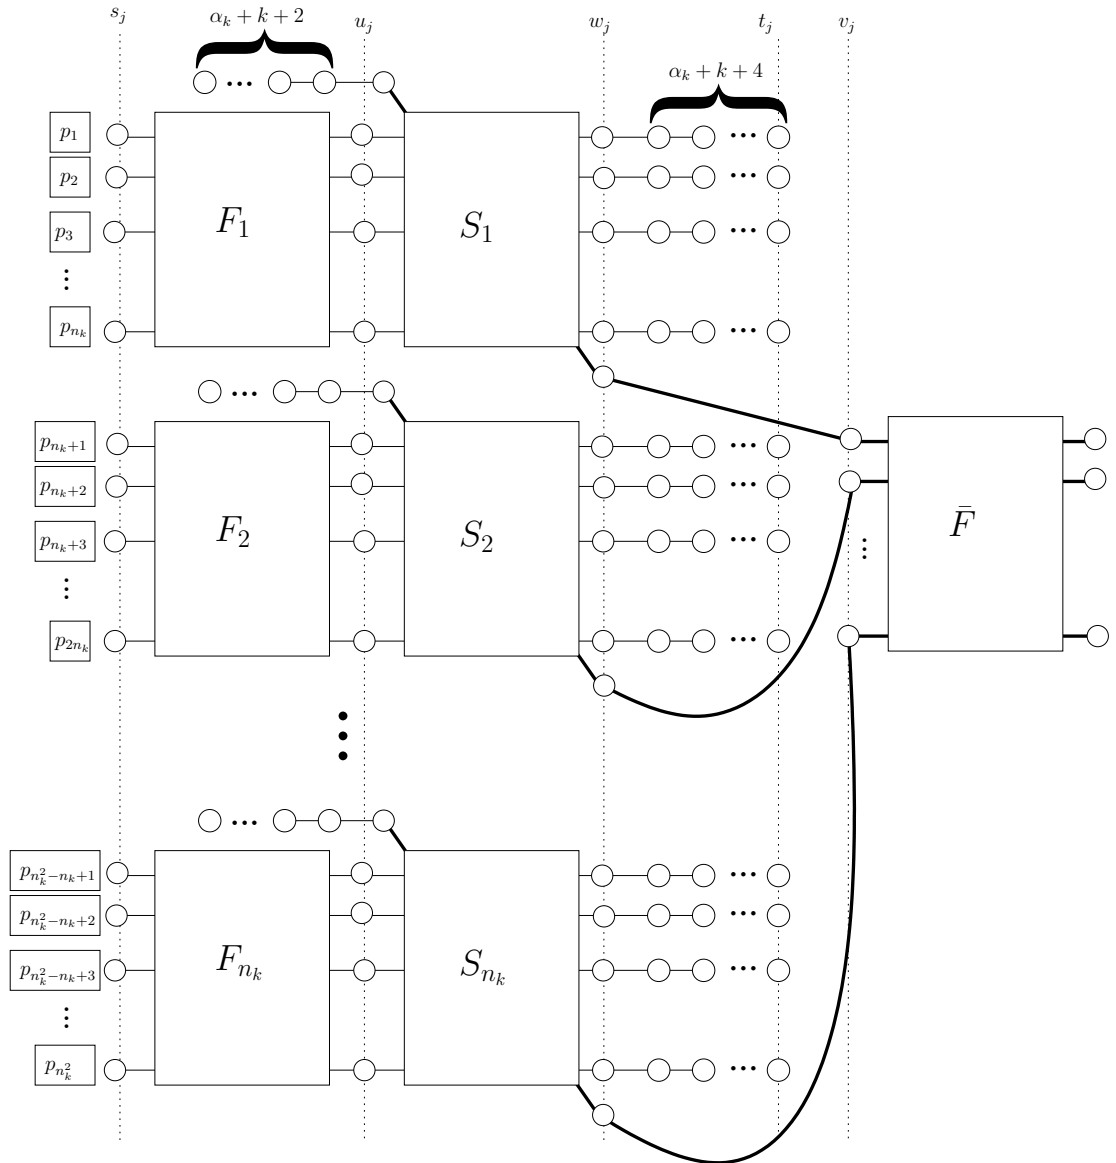 s_j
α_k + k + 2
u_j
w_j
t_j
v_j
α_k + k + 4
p_1
p_2
p_3
p_{n_k}
F_1
S_1
p_{n_k+1}
p_{n_k+2}
p_{n_k+3}
p_{2n_k}
F_2
S_2
F̄
p_{n_k^2−n_k+1}
p_{n_k^2−n_k+2}
p_{n_k^2−n_k+3}
p_{n_k^2}
F_{n_k}
S_{n_k}